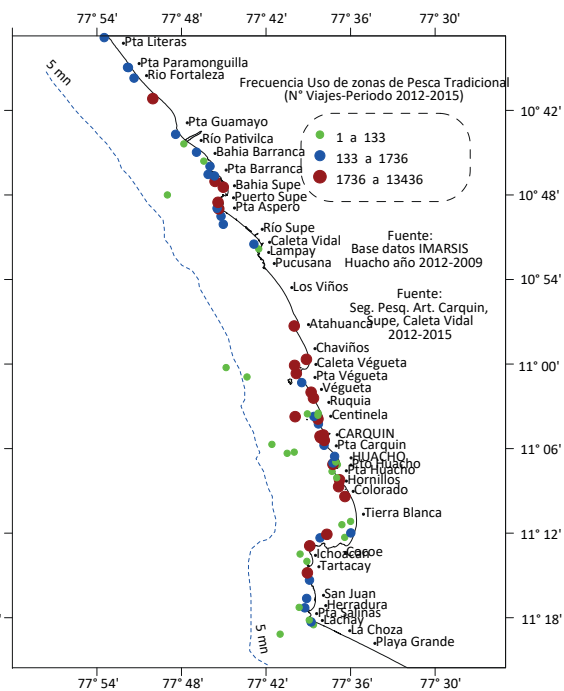 77° 54' 77° 48' 77° 40' 77° 36' 77° 30'
5 mn
Pta Literas
Pta Paramonguilla
Rio Fortaleza
Frecuencia Uso de zonas de Pesca Tradicional
(N° Viajes-Periodo 2012-2015)
1 a 133
133 a 1736
1736 a 13436
10° 42'
Pta Guamayo
Río Pativilca
Bahia Barranca
Pta Barranca
Bahia Supe
10° 48'
Puerto Supe
Pta Aspero
Río Supe
Caleta Vidal
Lampay
Pucusana
Fuente:
Base datos IMARSIS
Huacho año 2012-2009
10° 54'
Los Viños
Fuente:
Seg. Pesq. Art. Carquin,
Supe, Caleta Vidal
2012-2015
Atahuanca
Chaviños
11° 00'
Caleta Végueta
Pta Végueta
Végueta
Ruquia
Centinela
CARQUIN
11° 06'
Pta Carquin
HUACHO
Pto Huacho
Pta Huacho
Hornillos
Colorado
Tierra Blanca
11° 12'
Cocoe
Ichoacan
Tartacay
San Juan
Herradura
Pta Salinas
11° 18'
Lachay
La Choza
Playa Grande
5 mn
77° 54' 77° 48' 77° 40' 77° 36' 77° 30'